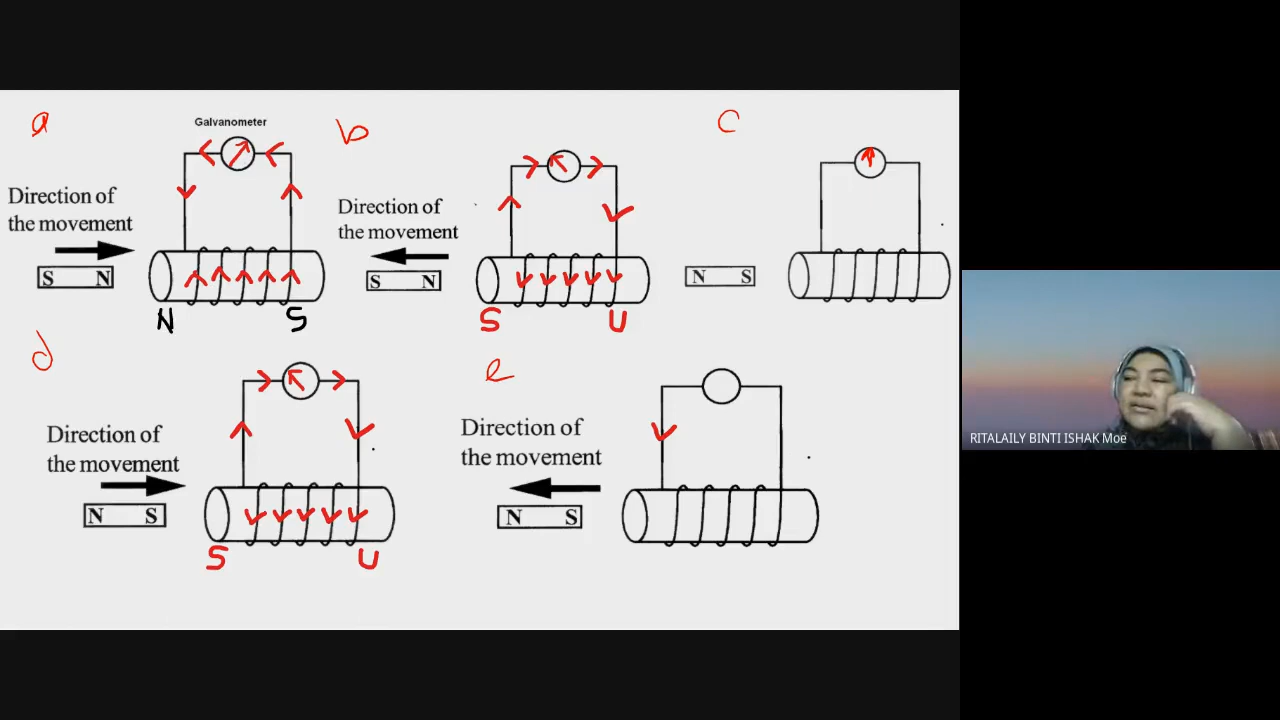 a
Galvanometer
b
c
Direction of
the movement
S N
N S
Direction of
the movement
S N
S U
N S
d
Direction of
the movement
N S
S U
e
Direction of
the movement
N S
RITALAILY BINTI ISHAK Moe